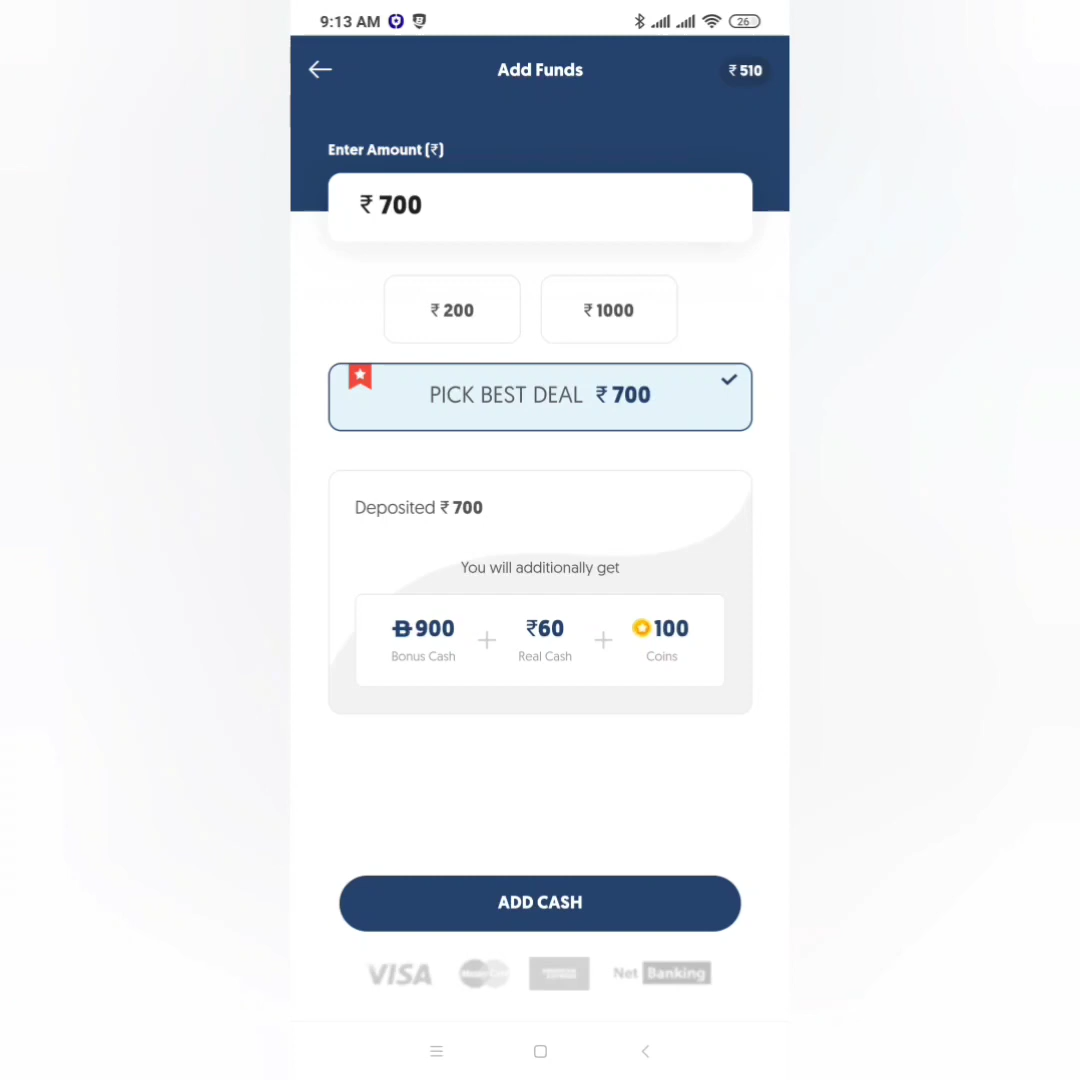 9:13 AM
26
Add Funds
₹ 510
Enter Amount (₹)
₹ 700
₹ 200
₹ 1000
PICK BEST DEAL ₹ 700
Deposited ₹ 700
You will additionally get
900 + ₹60 + 100
Bonus Cash Real Cash Coins
ADD CASH
VISA Net Banking